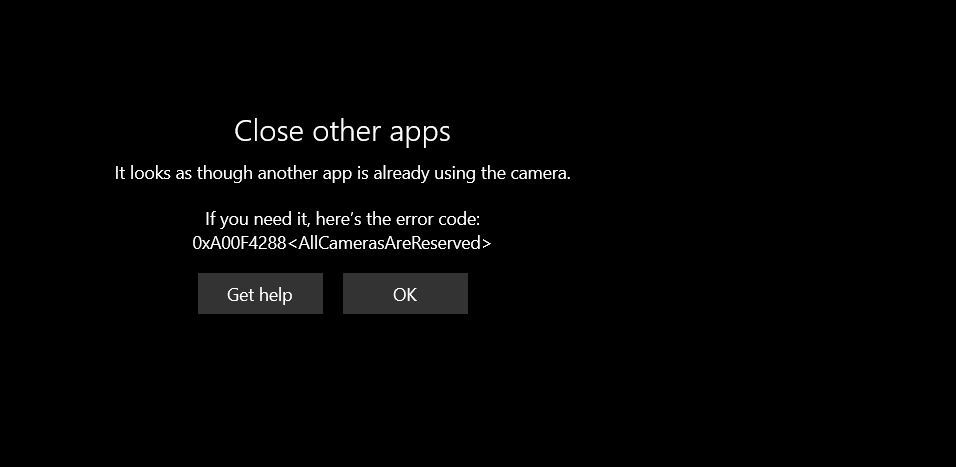 Close other apps
It looks as though another app is already using the camera.
If you need it, here's the error code:
0xA00F4288<AllCamerasAreReserved>
Get help
OK